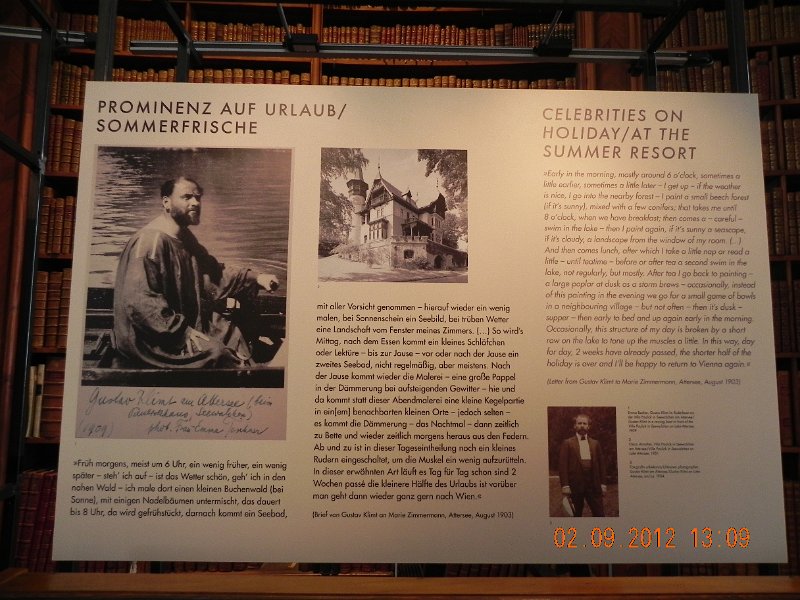 PROMINENZ AUF URLAUB/
SOMMERFRISCHE
Gustav Klimt am Attersee
(1909)
»Früh morgens, meist um 6 Uhr, ein wenig früher, ein wenig
später – steh' ich auf – ist das Wetter schön, geh' ich in den
nahen Wald – ich male dort einen kleinen Buchenwald (bei
Sonne), mit einigen Nadelbäumen untermischt, das dauert
bis 8 Uhr, da wird gefrühstückt, darnach kommt ein Seebad,
mit aller Vorsicht genommen – hierauf wieder ein wenig
malen, bei Sonnenschein ein Seebild, bei trüben Wetter
eine Landschaft vom Fenster meines Zimmers. (…) So wird's
Mittag, nach dem Essen kommt ein kleines Schläfchen
oder Lektüre – bis zur Jause – vor oder nach der Jause ein
zweites Seebad, nicht regelmäßig, aber meistens. Nach
der Jause kommt wieder die Malerei – eine große Pappel
in der Dämmerung bei aufsteigenden Gewitter – hie und
da kommt statt dieser Abendmalerei eine kleine Kegelpartie
in ein[em] benachbarten kleinen Orte – jedoch selten –
es kommt die Dämmerung – das Nachtmal – dann zeitlich
zu Bette und wieder zeitlich morgens heraus aus den Federn.
Ab und zu ist in dieser Tageseintheilung noch ein kleines
Rudern eingeschaltet, um die Muskel ein wenig aufzurütteln.
In dieser erwähnten Art läuft es Tag für Tag schon sind 2
Wochen passé die kleinere Hälfte des Urlaubs ist vorüber
man geht dann wieder ganz gern nach Wien.«
(Brief von Gustav Klimt an Marie Zimmermann, Attersee, August 1903)
CELEBRITIES ON
HOLIDAY/AT THE
SUMMER RESORT
»Early in the morning, mostly around 6 o'clock, sometimes a
little earlier, sometimes a little later – I get up – if the weather
is nice, I go into the nearby forest – I paint a small beech forest
(if it's sunny), mixed with a few conifers, that takes me until
8 o'clock, when we have breakfast; then comes a – careful –
swim in the lake – then I paint again, if it's sunny a seascape,
if it's cloudy, a landscape from the window of my room. (…)
And then comes lunch, after which I take a little nap or read a
little – until teatime – before or after tea a second swim in the
lake, not regularly, but mostly. After tea I go back to painting –
a large poplar at dusk as a storm brews – occasionally, instead
of this painting in the evening we go for a small game of bowls
in a neighbouring village – but not often – then it's dusk –
supper – then early to bed and up again early in the morning.
Occasionally, this structure of my day is broken by a short
row on the lake to tone up the muscles a little. In this way, day
for day, 2 weeks have already passed, the shorter half of the
holiday is over and I'll be happy to return to Vienna again.«
(Letter from Gustav Klimt to Marie Zimmermann, Attersee, August 1903)
02.09.2012 13:09